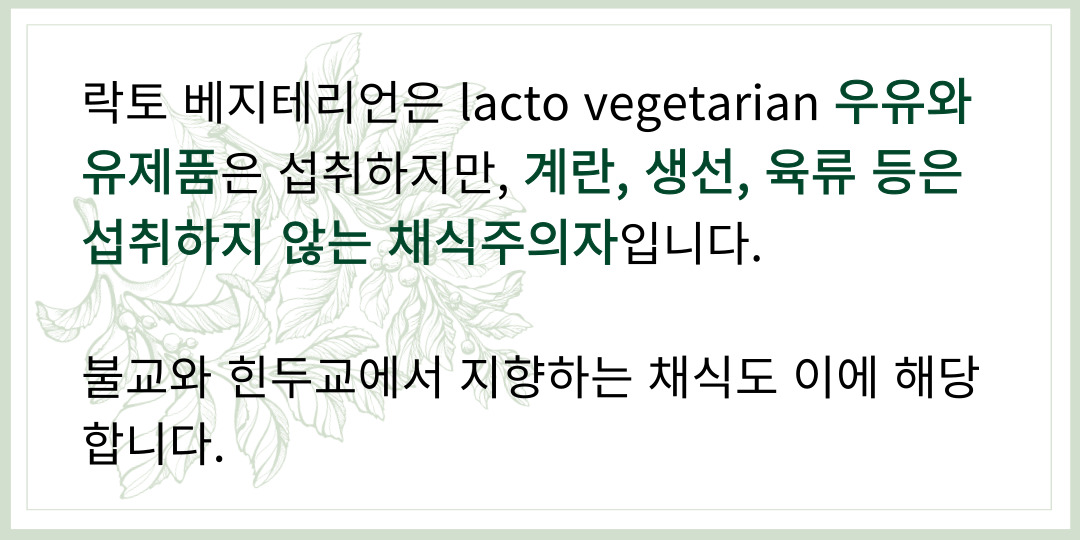 락토 베지테리언은 lacto vegetarian 우유와
유제품은 섭취하지만, 계란, 생선, 육류 등은
섭취하지 않는 채식주의자입니다.
불교와 힌두교에서 지향하는 채식도 이에 해당
합니다.